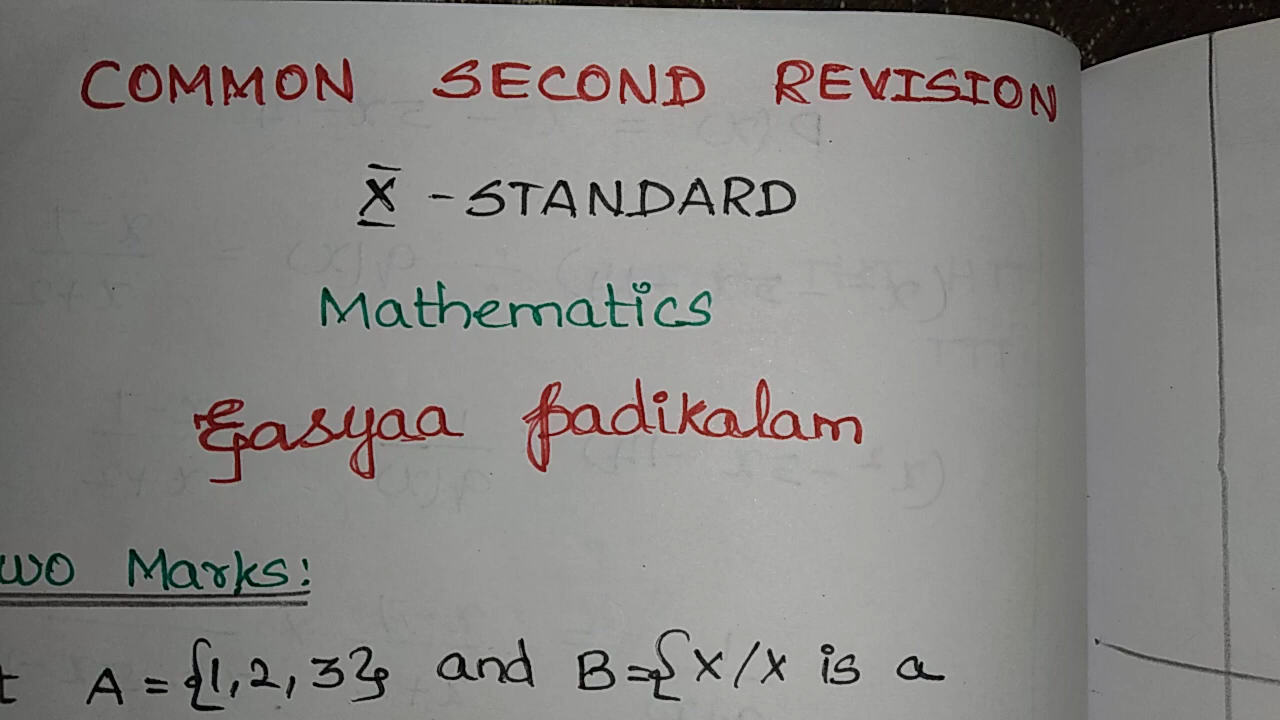 COMMON SECOND REVISION
X - STANDARD
Mathematics
Easyaa padikalam
wo Marks:
t A = {1, 2, 3} and B = {x/x is a